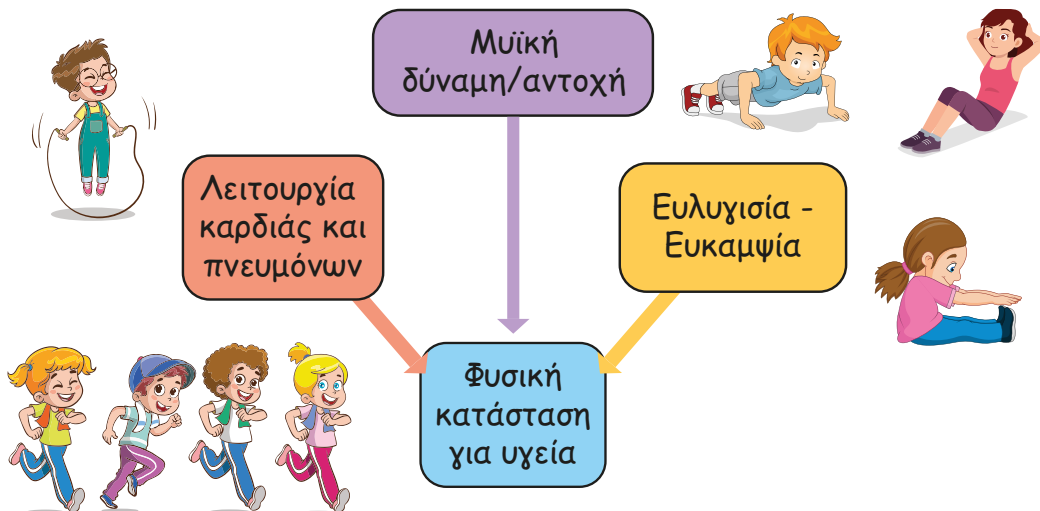 Μυϊκή
δύναμη/αντοχή
Λειτουργία
καρδιάς και
πνευμόνων
Ευλυγισία -
Ευκαμψία
Φυσική
κατάσταση
για υγεία